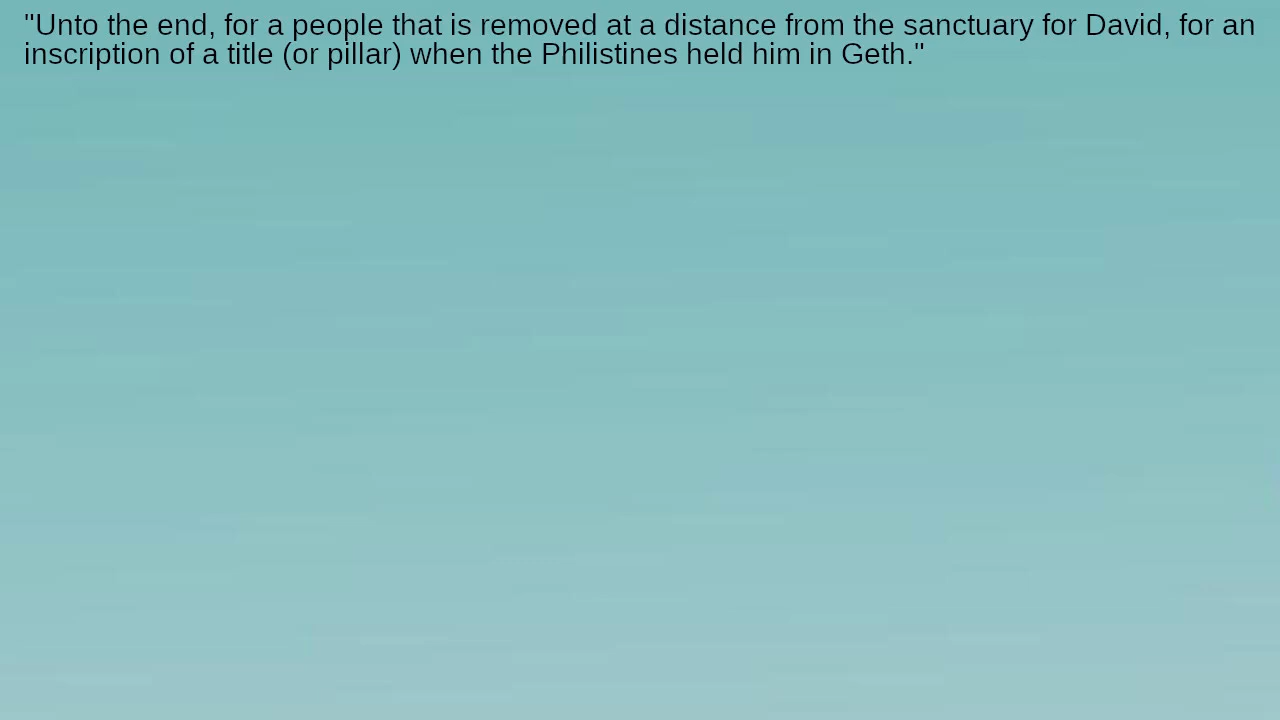 "Unto the end, for a people that is removed at a distance from the sanctuary for David, for an
inscription of a title (or pillar) when the Philistines held him in Geth."